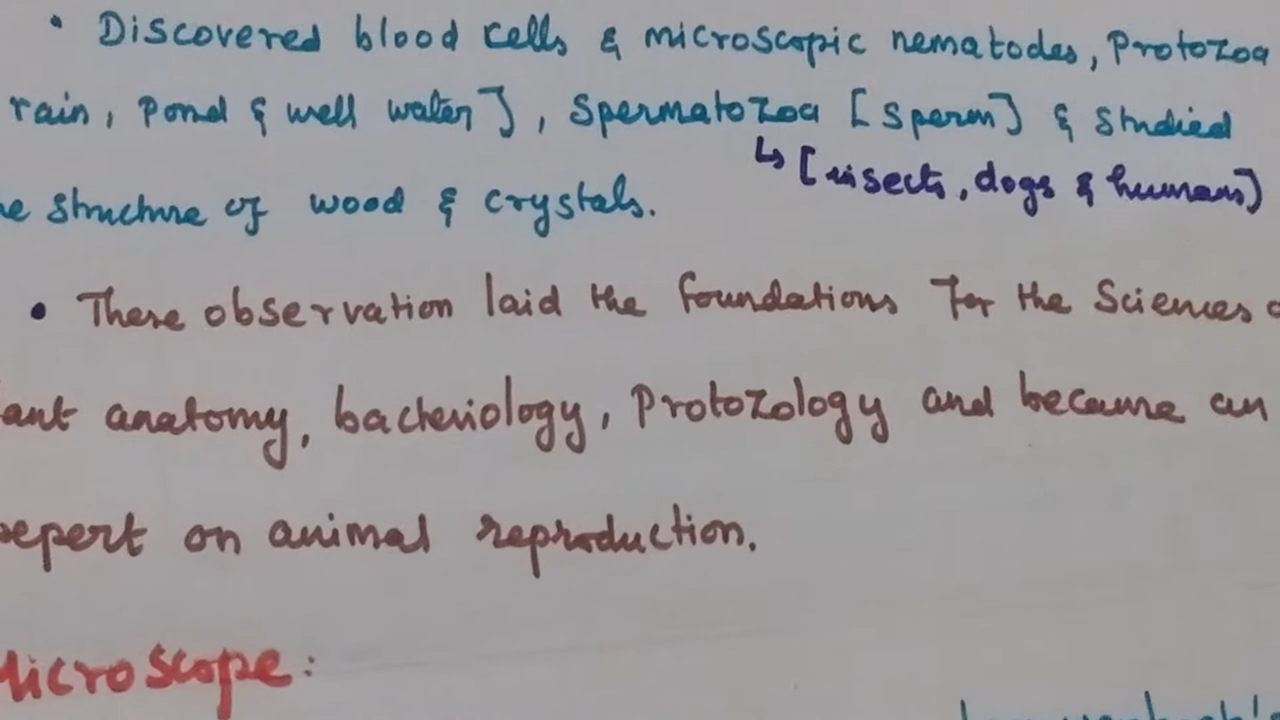 • Discovered blood cells & microscopic nematodes, Protozoa
rain, pond & well water], Spermatozoa [sperm] & studied
↳ [insects, dogs & humans]
e structure of wood & crystals.
• These observation laid the foundations for the Sciences o
ant anatomy, bacteriology, Protozology and became an
xepert on animal reproduction.
Microscope: